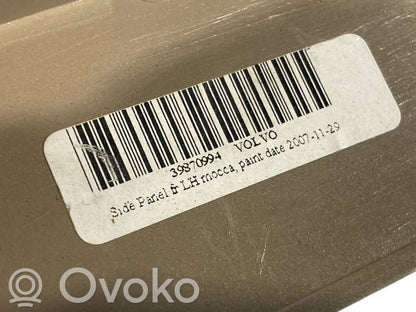 39870994 VOLVO
Side Panel fr LH mocca, paint date 2007-11-29
Ovoko